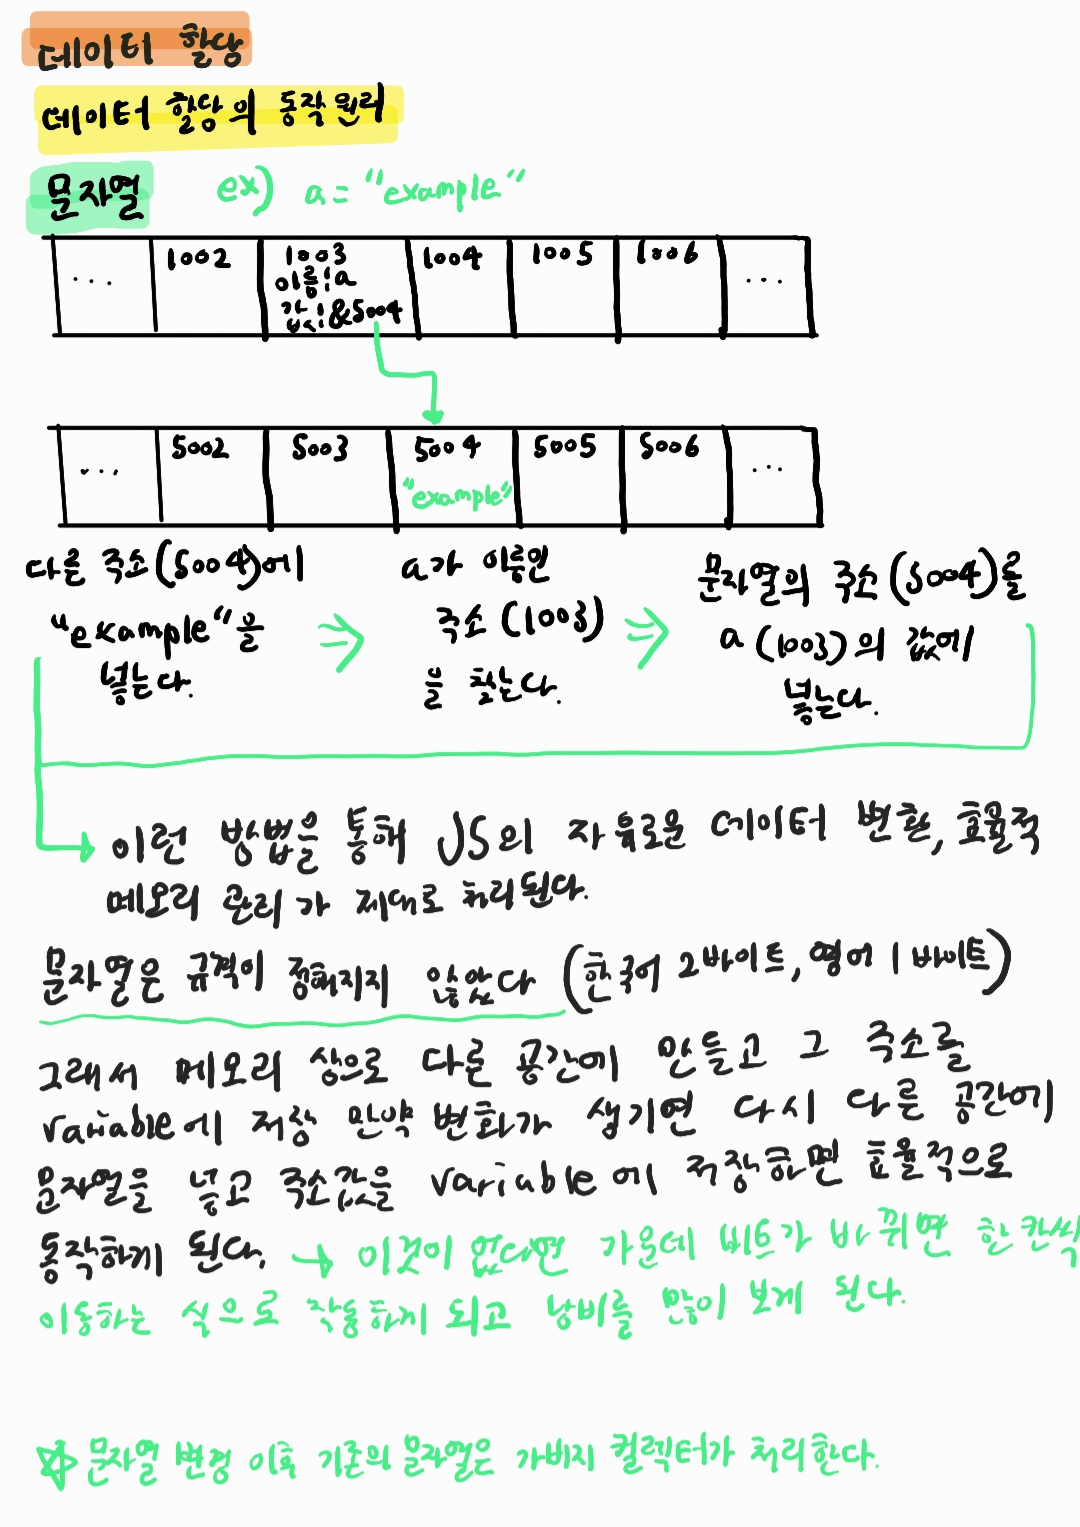 데이터 할당
데이터 할당의 동작원리
문자열 ex) a = "example"
... 1002 1003 1004 1005 1006 ...
이름:a
값:&5004
... 5002 5003 5004 5005 5006 ...
"example"
다른 주소(5004)에
"example"을
넣는다.
a가 이름인
주소(1003)
을 찾는다.
문자열의 주소(5004)를
a(1003)의 값에
넣는다.
이런 방법을 통해 JS의 자유로운 데이터 변환, 효율적
메모리 관리가 제대로 처리된다.
문자열은 규칙이 정해지지 않았다 (한국어 2바이트, 영어 1바이트)
그래서 메모리 상으로 다른 공간에 만들고 그 주소를
variable에 저장 만약 변화가 생기면 다시 다른 공간에
문자열을 넣고 주소값을 variable에 저장하면 효율적으로
동작하게 된다. → 이것이 없다면 가운데 비트가 바뀌면 한칸씩
이동하는 식으로 작동하게 되고 낭비를 많이 보게 된다.
☆ 문자열 변경 이후 기존의 문자열은 가비지 컬렉터가 처리한다.